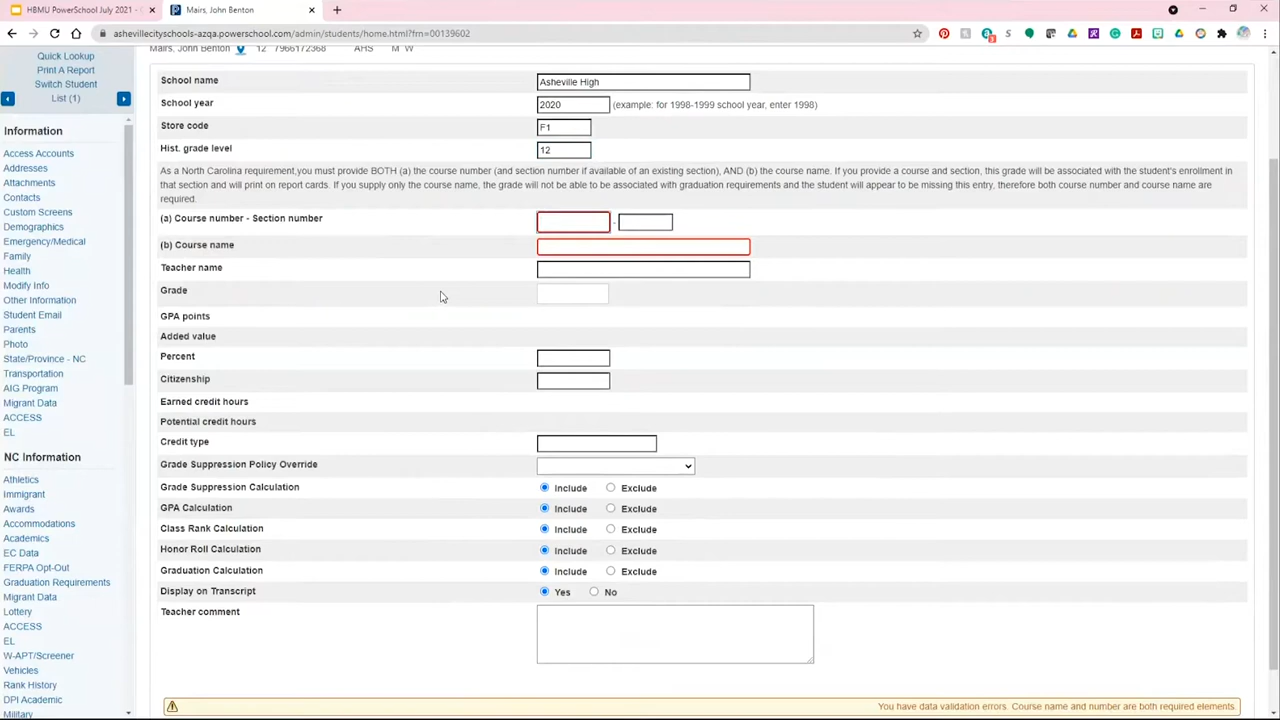 HBMU PowerSchool July 2021 -
Mairs, John Benton
ashevillecityschools-azqa.powerschool.com/admin/students/home.html?frn=00139602
Quick Lookup
Print A Report
Switch Student
List (1)
Information
Access Accounts
Addresses
Attachments
Contacts
Custom Screens
Demographics
Emergency/Medical
Family
Health
Modify Info
Other Information
Student Email
Parents
Photo
State/Province - NC
Transportation
AIG Program
Migrant Data
ACCESS
EL
NC Information
Athletics
Immigrant
Awards
Accommodations
Academics
EC Data
FERPA Opt-Out
Graduation Requirements
Migrant Data
Lottery
ACCESS
EL
W-APT/Screener
Vehicles
Rank History
DPI Academic
Military
Mairs, John Benton 12 7966172368 AHS M W
School name Asheville High
School year 2020 (example: for 1998-1999 school year, enter 1998)
Store code F1
Hist. grade level 12
As a North Carolina requirement,you must provide BOTH (a) the course number (and section number if available of an existing section), AND (b) the course name. If you provide a course and section, this grade will be associated with the student's enrollment in
that section and will print on report cards. If you supply only the course name, the grade will not be able to be associated with graduation requirements and the student will appear to be missing this entry, therefore both course number and course name are
required.
(a) Course number - Section number -
(b) Course name
Teacher name
Grade
GPA points
Added value
Percent
Citizenship
Earned credit hours
Potential credit hours
Credit type
Grade Suppression Policy Override
Grade Suppression Calculation Include Exclude
GPA Calculation Include Exclude
Class Rank Calculation Include Exclude
Honor Roll Calculation Include Exclude
Graduation Calculation Include Exclude
Display on Transcript Yes No
Teacher comment
You have data validation errors. Course name and number are both required elements.